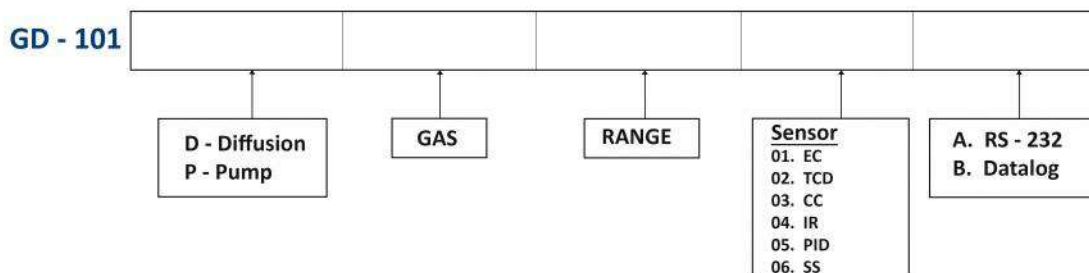 GD - 101
D - Diffusion
P - Pump
GAS
RANGE
Sensor
01. EC
02. TCD
03. CC
04. IR
05. PID
06. SS
A. RS - 232
B. Datalog